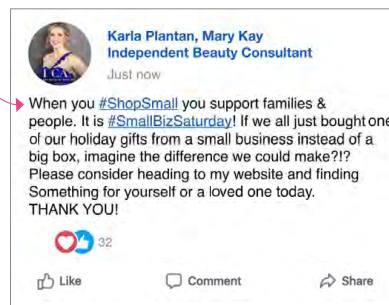 Karla Plantan, Mary Kay
Independent Beauty Consultant
Just now
When you #ShopSmall you support families &
people. It is #SmallBizSaturday! If we all just bought one
of our holiday gifts from a small business instead of a
big box, imagine the difference we could make?!?
Please consider heading to my website and finding
Something for yourself or a loved one today.
THANK YOU!
32
Like Comment Share